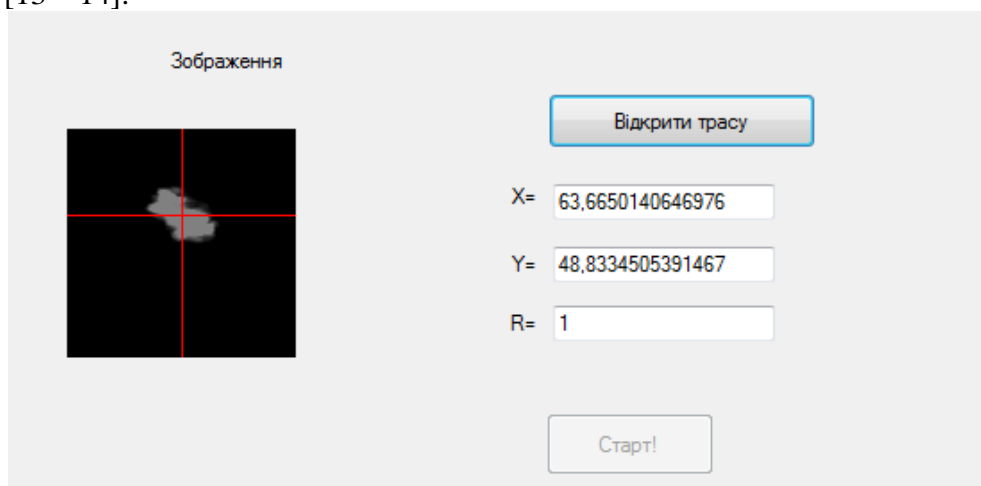 [13 – 14].
Зображення
Відкрити трасу
X= 63,6650140646976
Y= 48,8334505391467
R= 1
Старт!